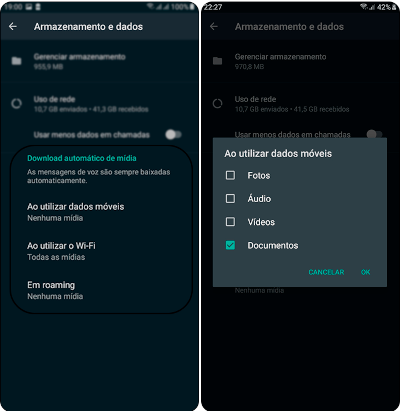 19:00
100%
Armazenamento e dados
Gerenciar armazenamento
955,9 MB
Uso de rede
10,7 GB enviados • 41,3 GB recebidos
Usar menos dados em chamadas
Download automático de mídia
As mensagens de voz são sempre baixadas
automaticamente.
Ao utilizar dados móveis
Nenhuma mídia
Ao utilizar o Wi-Fi
Todas as mídias
Em roaming
Nenhuma mídia
22:27
42%
Armazenamento e dados
Gerenciar armazenamento
970,8 MB
Uso de rede
10,7 GB enviados • 41,5 GB recebidos
Usar menos dados em chamadas
Ao utilizar dados móveis
Fotos
Áudio
Vídeos
Documentos
CANCELAR OK
Nenhuma mídia